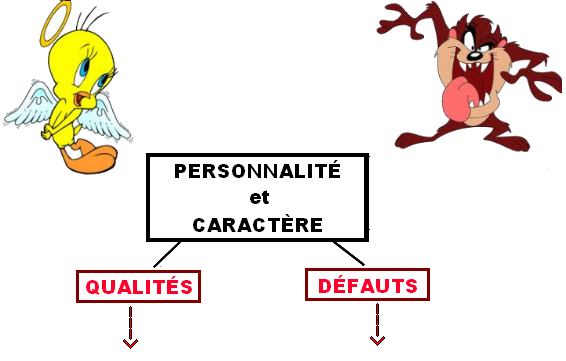 PERSONNALITÉ
et
CARACTÈRE
QUALITÉS
DÉFAUTS